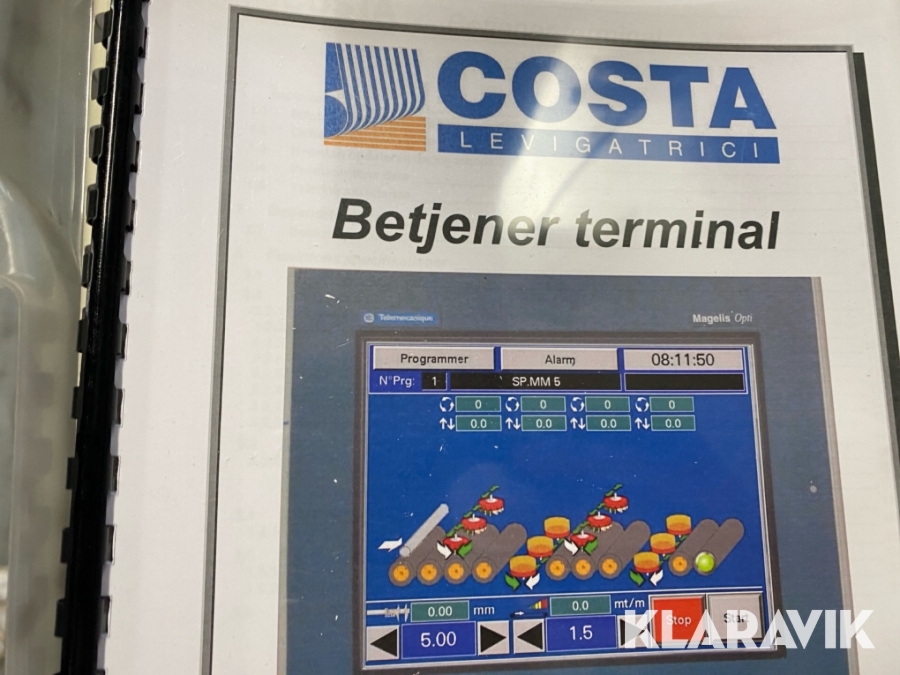 COSTA
LEVIGATRICI
Betjener terminal
Telemecanique Magelis Opti
Programmer Alarm 08:11:50
N°Prg: 1 SP.MM 5
0 0 0 0
0.0 0.0 0.0 0.0
0.00 mm 0.0 mt/m
5.00 1.5 Stop Start
KLARAVIK